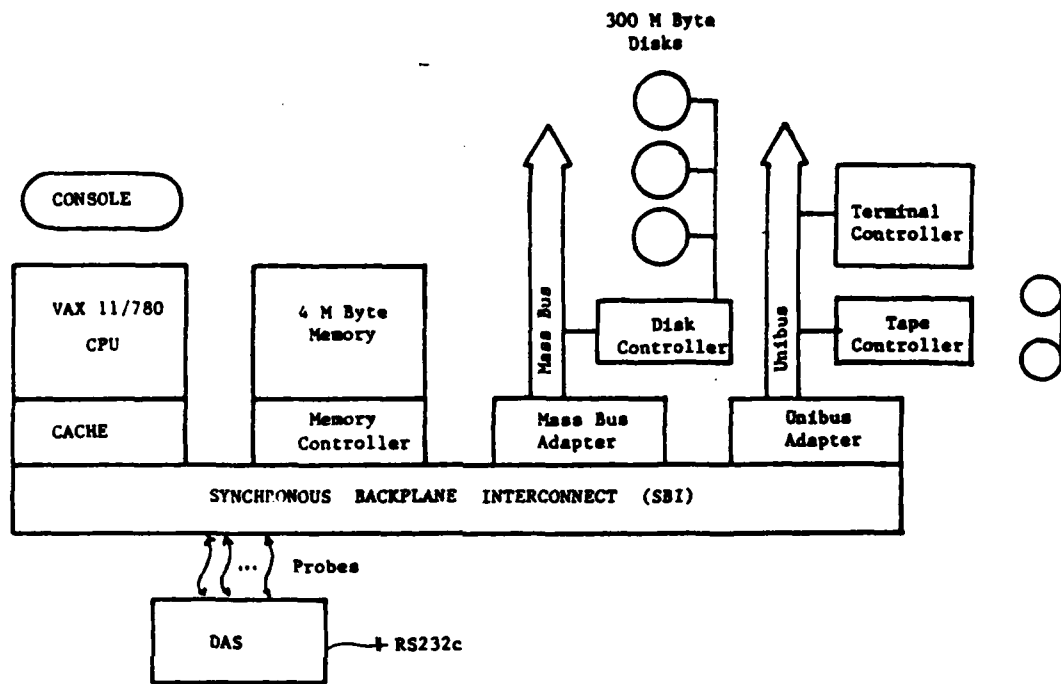 300 M Byte
Disks
CONSOLE
Terminal
Controller
VAX 11/780
CPU
4 M Byte
Memory
Mass Bus
Disk
Controller
Unibus
Tape
Controller
CACHE
Memory
Controller
Mass Bus
Adapter
Unibus
Adapter
SYNCHRONOUS BACKPLANE INTERCONNECT (SBI)
... Probes
DAS
RS232c